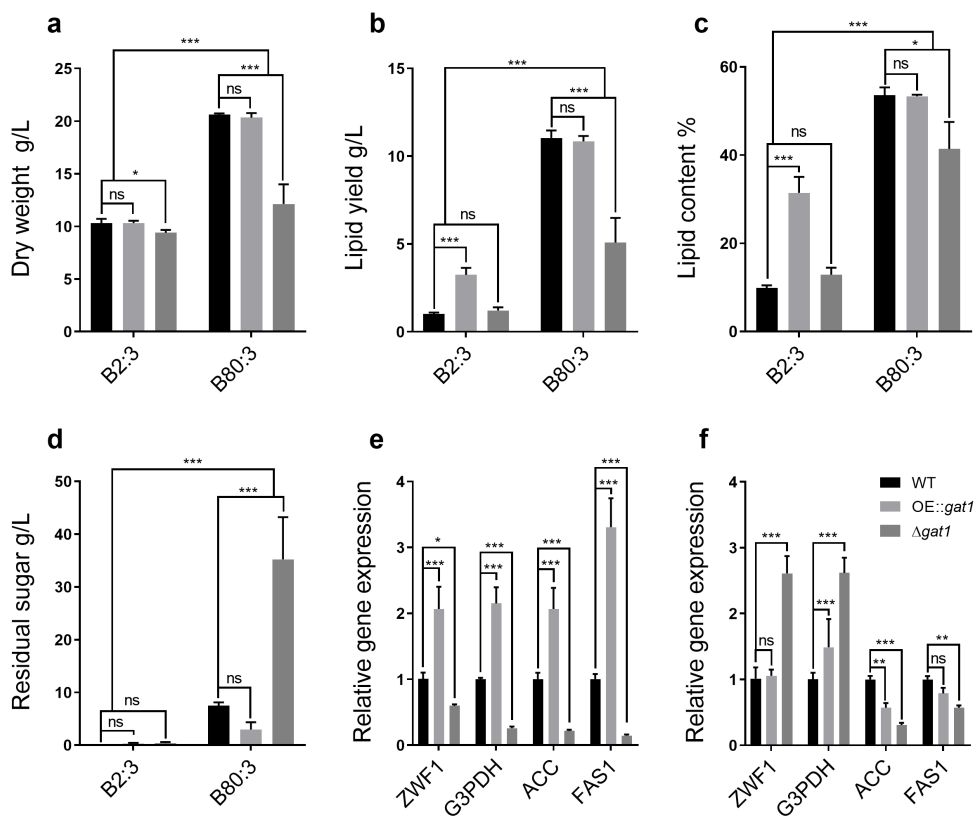 a
Dry weight g/L
25
20
15
10
5
0
***
***
ns
*
ns
B2:3
B80:3
b
Lipid yield g/L
15
10
5
0
***
***
ns
ns
***
B2:3
B80:3
c
Lipid content %
60
40
20
0
***
*
ns
ns
***
B2:3
B80:3
d
Residual sugar g/L
50
40
30
20
10
0
***
***
ns
ns
ns
B2:3
B80:3
e
Relative gene expression
4
3
2
1
0
*
***
***
***
***
***
***
***
ZWF1
G3PDH
ACC
FAS1
f
Relative gene expression
4
3
2
1
0
WT
OE::gat1
Δgat1
***
ns
***
***
***
**
**
ns
ZWF1
G3PDH
ACC
FAS1